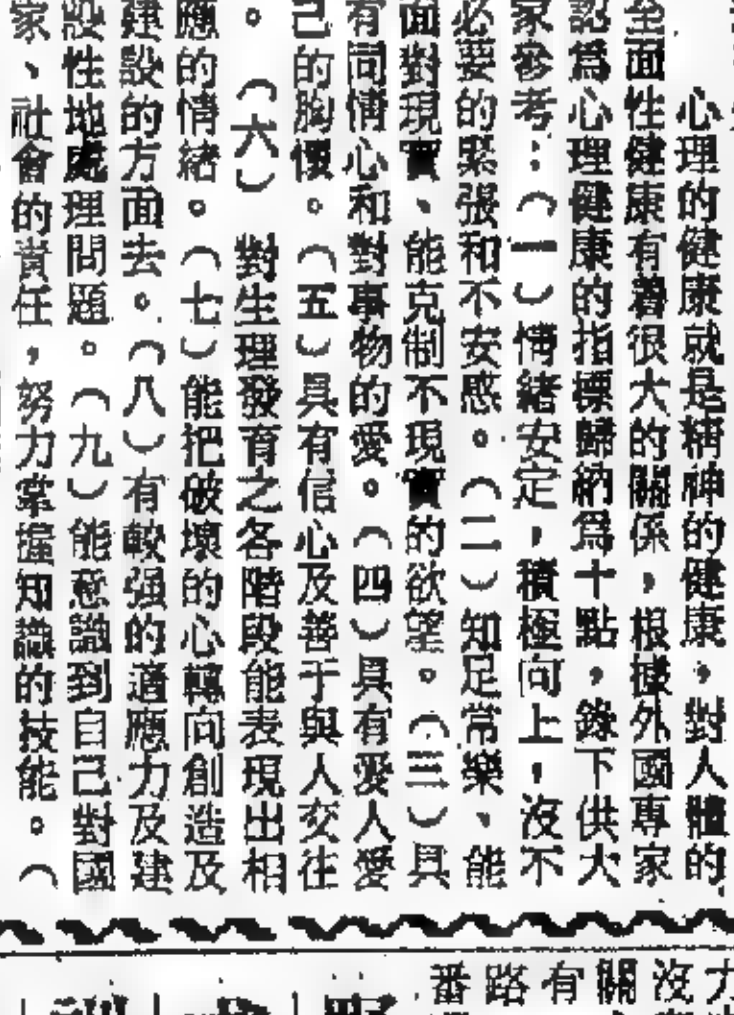 心理的健康就是精神的健康，對人體的
全面性健康有着很大的關係，根據外國專家
認爲心理健康的指標歸納爲十點，錄下供大
家參考：（一）情緒安定，積極向上，沒不
必要的緊張和不安感。（二）知足常樂、能
面對現實、能克制不現實的欲望。（三）具
有同情心和對事物的愛。（四）具有愛人愛
己的胸懷。（五）具有信心及善于與人交往
。（六）對生理發育之各階段能表現出相
應的情緒。（七）能把破壞的心轉向創造及
建設的方面去。（八）有較强的適應力及建
設性地處理問題。（九）能意識到自己對國
家、社會的責任，努力掌握知識的技能。（
力
沒
關
有
路
番